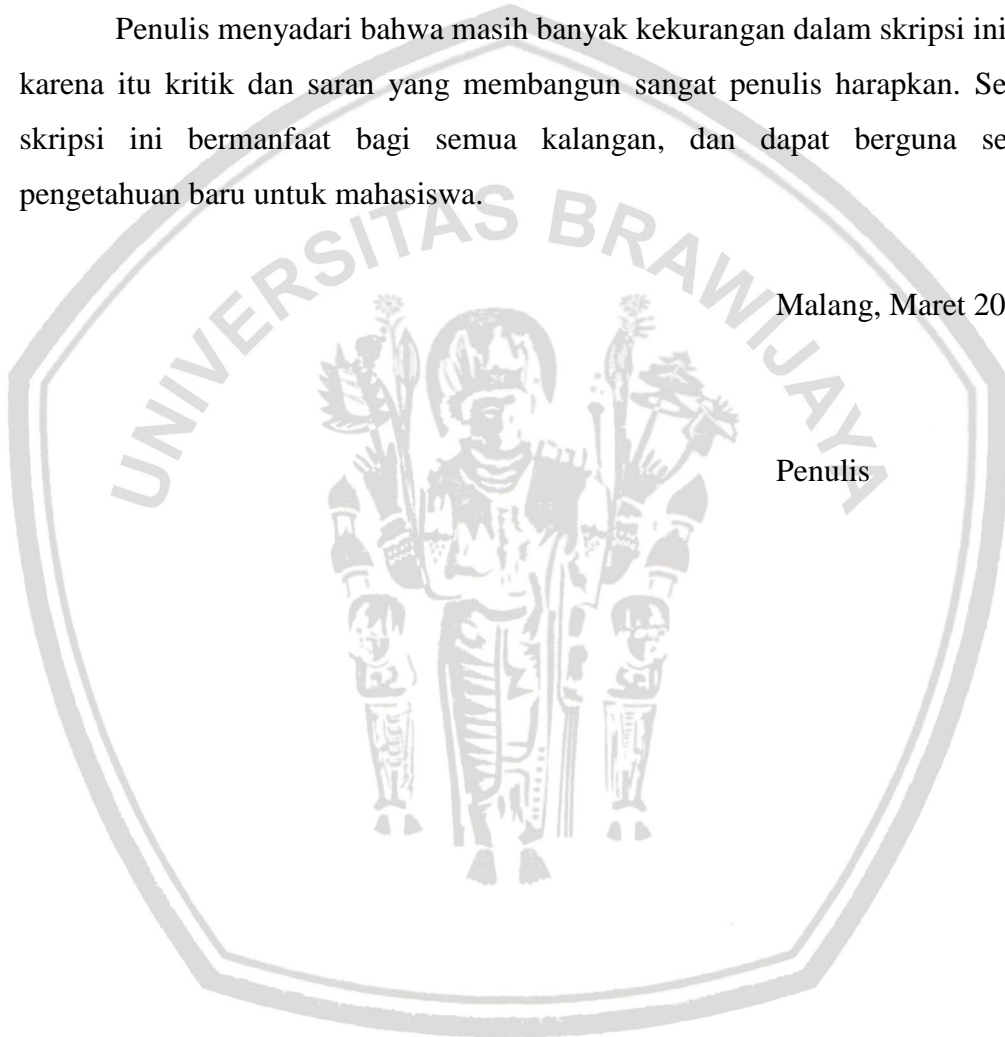 Penulis menyadari bahwa masih banyak kekurangan dalam skripsi ini
karena itu kritik dan saran yang membangun sangat penulis harapkan. Se
skripsi ini bermanfaat bagi semua kalangan, dan dapat berguna se
pengetahuan baru untuk mahasiswa.
UNIVERSITAS BRAWIJAYA
Malang, Maret 20
Penulis